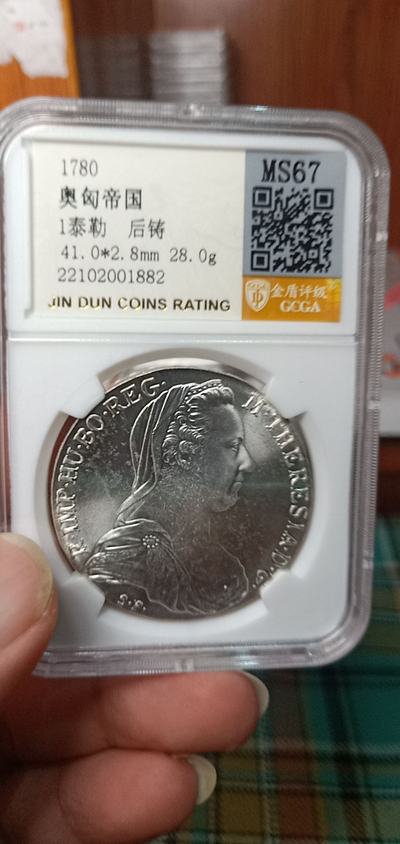 1780
MS67
奥匈帝国
1泰勒 后铸
41.0*2.8mm 28.0g
22102001882
JIN DUN COINS RATING
金盾评级
GCGA
R·IMP·HU·BO·REG·
M·THERESIA·D·G·
S.F.